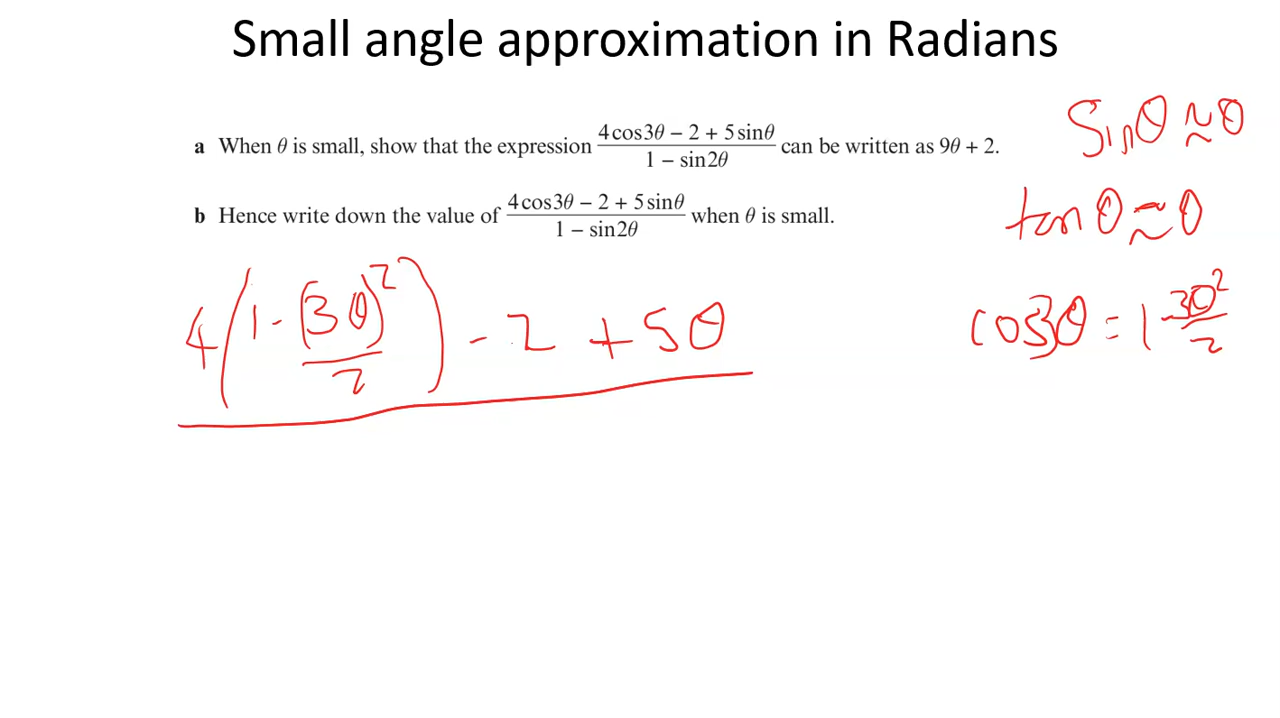 Small angle approximation in Radians
a When θ is small, show that the expression (4cos3θ − 2 + 5sinθ)/(1 − sin2θ) can be written as 9θ + 2.
b Hence write down the value of (4cos3θ − 2 + 5sinθ)/(1 − sin2θ) when θ is small.
Sinθ ≈ θ
tanθ ≈ θ
cos3θ = 1 3θ²/2
4(1 - (3θ)²/2) - 2 + 5θ